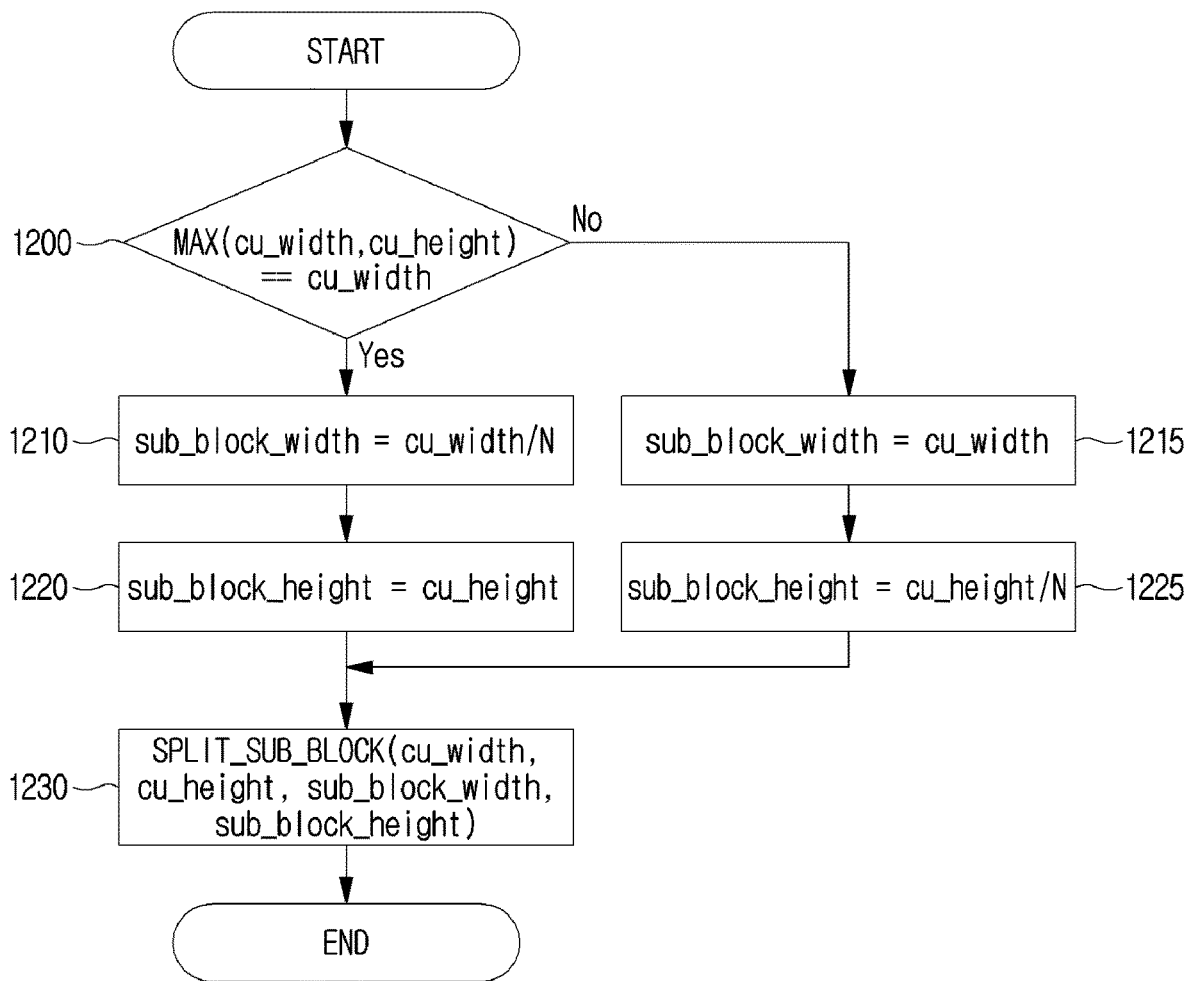 START
1200
MAX(cu_width,cu_height)
== cu_width
No
Yes
1210
sub_block_width = cu_width/N
sub_block_width = cu_width
1215
1220
sub_block_height = cu_height
sub_block_height = cu_height/N
1225
1230
SPLIT_SUB_BLOCK(cu_width,
cu_height, sub_block_width,
sub_block_height)
END